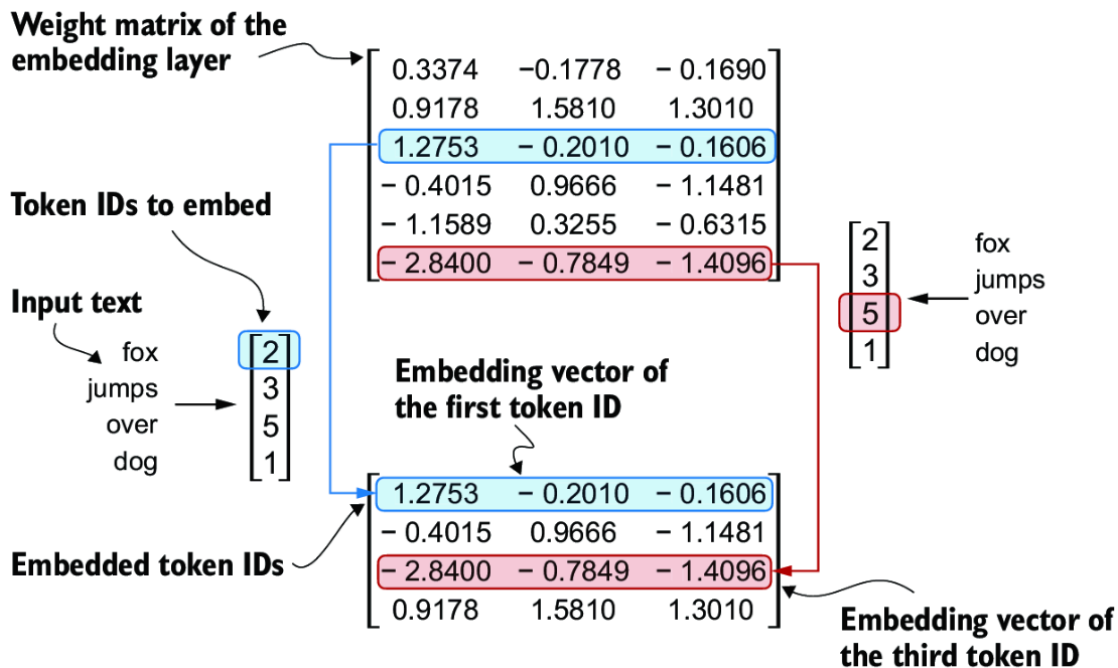 Weight matrix of the
embedding layer
0.3374 −0.1778 − 0.1690
0.9178 1.5810 1.3010
1.2753 − 0.2010 − 0.1606
− 0.4015 0.9666 − 1.1481
− 1.1589 0.3255 − 0.6315
− 2.8400 − 0.7849 − 1.4096
Token IDs to embed
Input text
fox
jumps
over
dog
2
3
5
1
2
3
5
1
fox
jumps
over
dog
Embedding vector of
the first token ID
1.2753 − 0.2010 − 0.1606
− 0.4015 0.9666 − 1.1481
− 2.8400 − 0.7849 − 1.4096
0.9178 1.5810 1.3010
Embedded token IDs
Embedding vector of
the third token ID